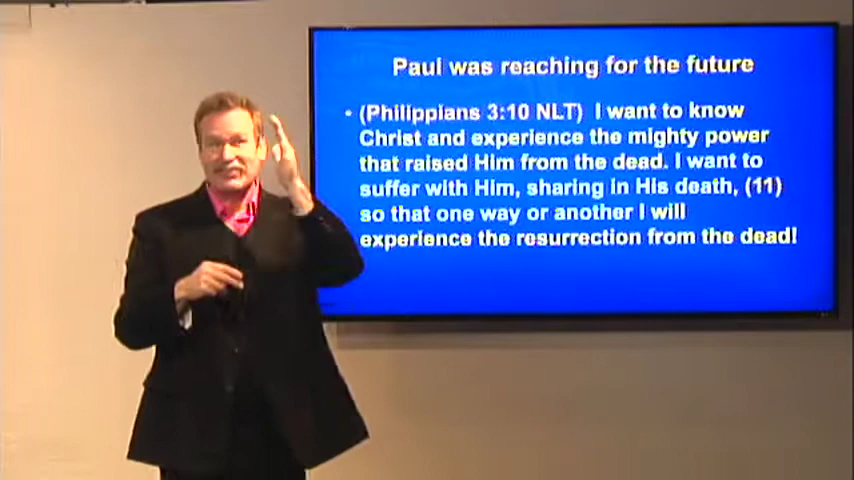 Paul was reaching for the future
• (Philippians 3:10 NLT) I want to know
Christ and experience the mighty power
that raised Him from the dead. I want to
suffer with Him, sharing in His death, (11)
so that one way or another I will
experience the resurrection from the dead!